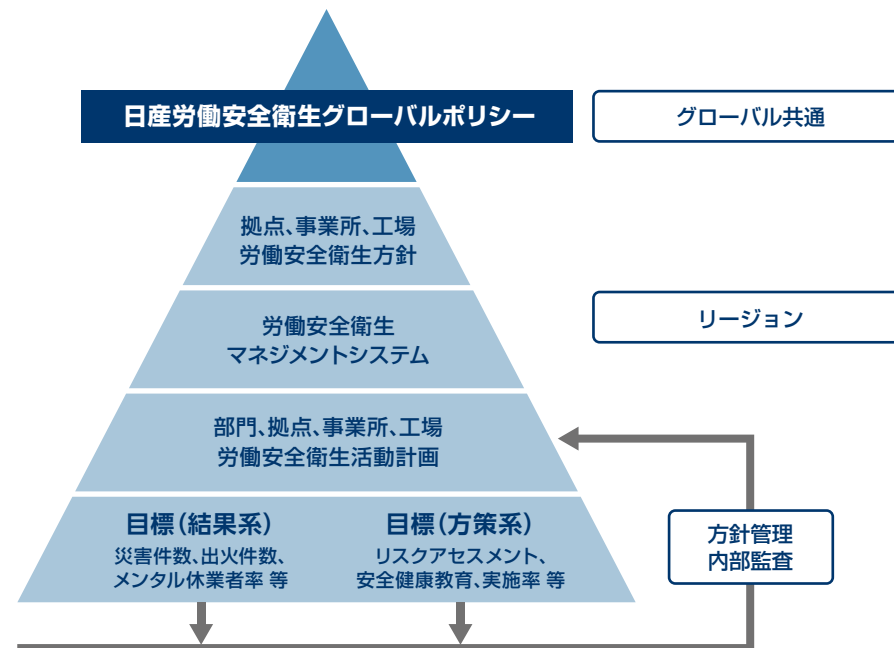 日産労働安全衛生グローバルポリシー
グローバル共通
拠点、事業所、工場
労働安全衛生方針
労働安全衛生
マネジメントシステム
リージョン
部門、拠点、事業所、工場
労働安全衛生活動計画
目標（結果系）
災害件数、出火件数、
メンタル休業者率 等
目標（方策系）
リスクアセスメント、
安全健康教育、実施率 等
方針管理
内部監査